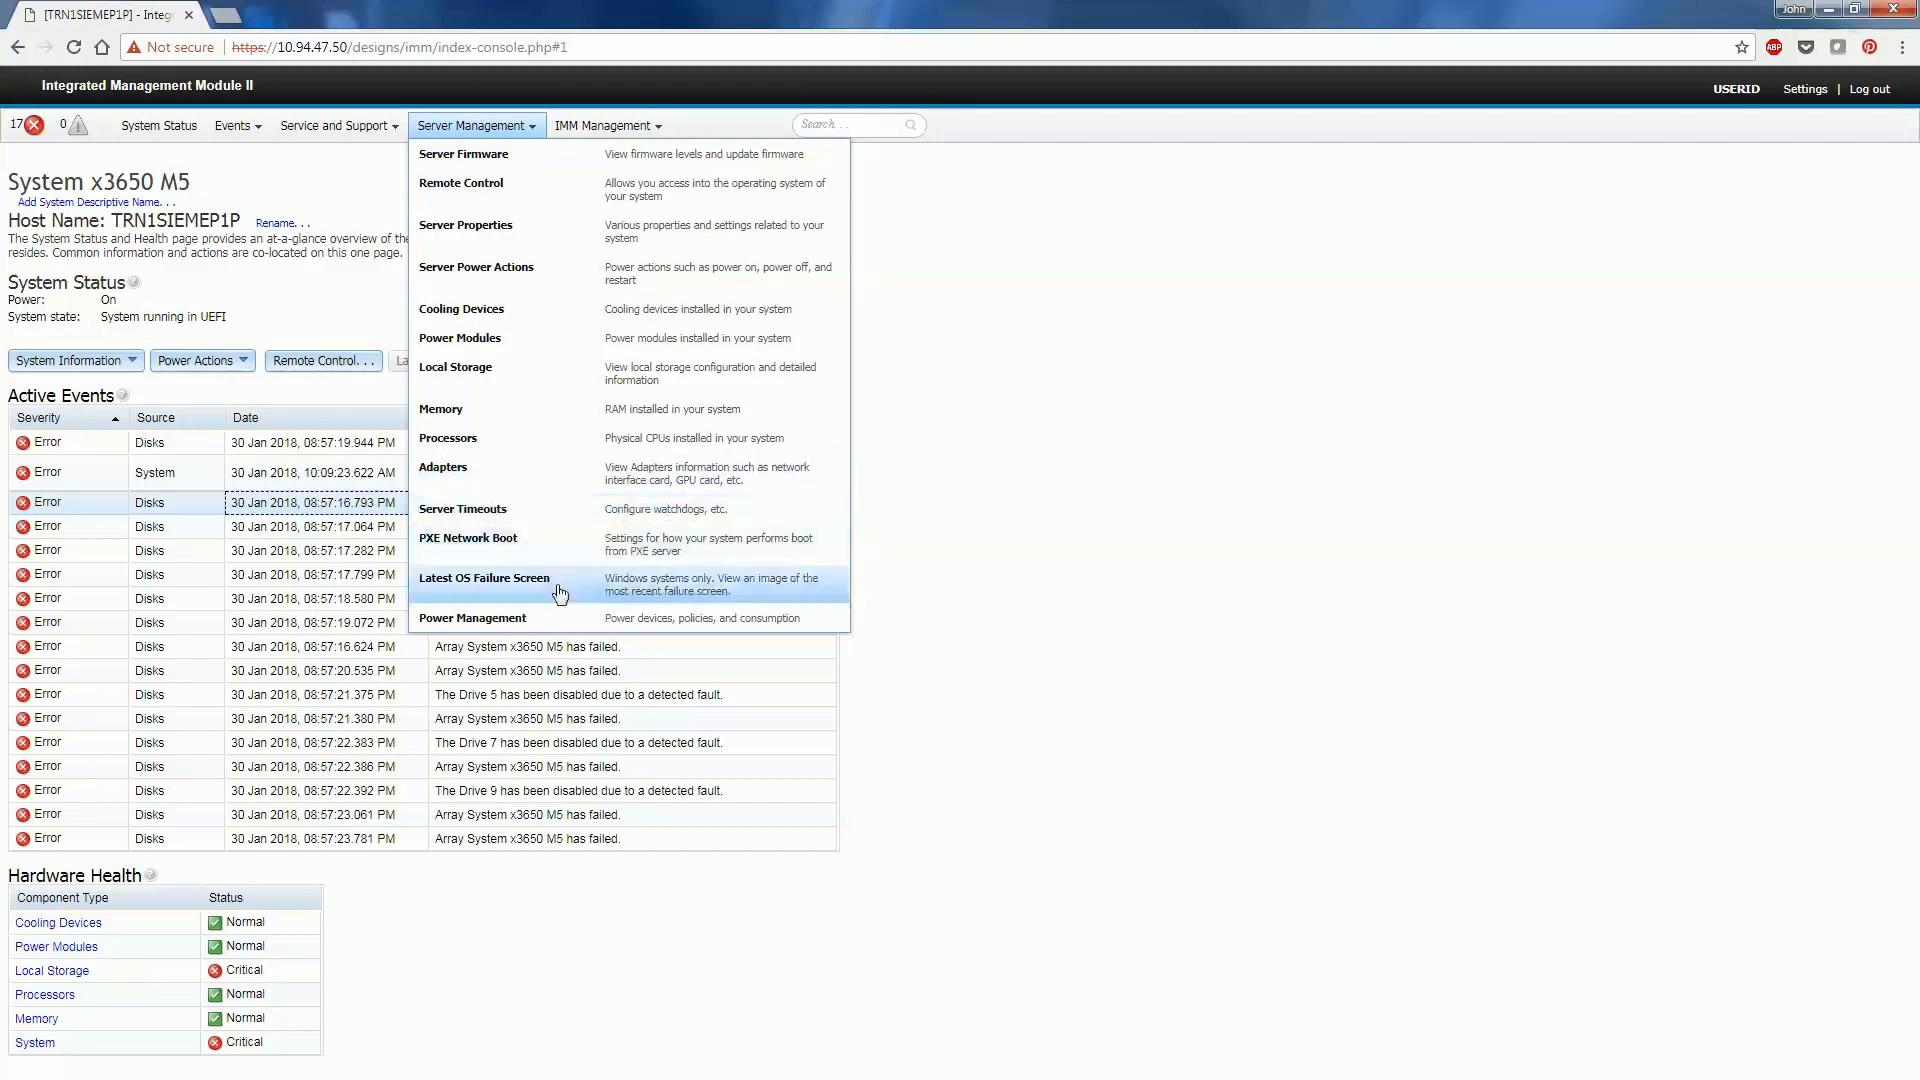 [TRN1SIEMEP1P] - Integ
John
Not secure https://10.94.47.50/designs/imm/index-console.php#1
ABP
Integrated Management Module II
USERID Settings | Log out
17 0 System Status Events Service and Support Server Management IMM Management Search. . .
System x3650 M5
Add System Descriptive Name. . .
Host Name: TRN1SIEMEP1P Rename. . .
The System Status and Health page provides an at-a-glance overview of the
resides. Common information and actions are co-located on this one page.
System Status
Power: On
System state: System running in UEFI
System Information Power Actions Remote Control. . . La
Server Firmware View firmware levels and update firmware
Remote Control Allows you access into the operating system of
your system
Server Properties Various properties and settings related to your
system
Server Power Actions Power actions such as power on, power off, and
restart
Cooling Devices Cooling devices installed in your system
Power Modules Power modules installed in your system
Local Storage View local storage configuration and detailed
information
Memory RAM installed in your system
Processors Physical CPUs installed in your system
Adapters View Adapters information such as network
interface card, GPU card, etc.
Server Timeouts Configure watchdogs, etc.
PXE Network Boot Settings for how your system performs boot
from PXE server
Latest OS Failure Screen Windows systems only. View an image of the
most recent failure screen.
Power Management Power devices, policies, and consumption
Active Events
Severity Source Date
Error Disks 30 Jan 2018, 08:57:19.944 PM
Error System 30 Jan 2018, 10:09:23.622 AM
Error Disks 30 Jan 2018, 08:57:16.793 PM
Error Disks 30 Jan 2018, 08:57:17.064 PM
Error Disks 30 Jan 2018, 08:57:17.282 PM
Error Disks 30 Jan 2018, 08:57:17.799 PM
Error Disks 30 Jan 2018, 08:57:18.580 PM
Error Disks 30 Jan 2018, 08:57:19.072 PM
Error Disks 30 Jan 2018, 08:57:16.624 PM Array System x3650 M5 has failed.
Error Disks 30 Jan 2018, 08:57:20.535 PM Array System x3650 M5 has failed.
Error Disks 30 Jan 2018, 08:57:21.375 PM The Drive 5 has been disabled due to a detected fault.
Error Disks 30 Jan 2018, 08:57:21.380 PM Array System x3650 M5 has failed.
Error Disks 30 Jan 2018, 08:57:22.383 PM The Drive 7 has been disabled due to a detected fault.
Error Disks 30 Jan 2018, 08:57:22.386 PM Array System x3650 M5 has failed.
Error Disks 30 Jan 2018, 08:57:22.392 PM The Drive 9 has been disabled due to a detected fault.
Error Disks 30 Jan 2018, 08:57:23.061 PM Array System x3650 M5 has failed.
Error Disks 30 Jan 2018, 08:57:23.781 PM Array System x3650 M5 has failed.
Hardware Health
Component Type Status
Cooling Devices Normal
Power Modules Normal
Local Storage Critical
Processors Normal
Memory Normal
System Critical